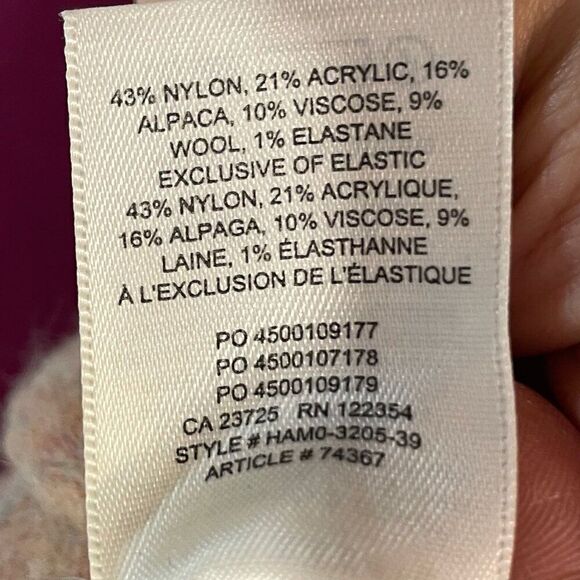 43% NYLON, 21% ACRYLIC, 16%
ALPACA, 10% VISCOSE, 9%
WOOL, 1% ELASTANE
EXCLUSIVE OF ELASTIC
43% NYLON, 21% ACRYLIQUE,
16% ALPAGA, 10% VISCOSE, 9%
LAINE, 1% ÉLASTHANNE
À L'EXCLUSION DE L'ÉLASTIQUE
PO 4500109177
PO 4500107178
PO 4500109179
CA 23725 RN 122354
STYLE # HAM0-3205-39
ARTICLE # 74367